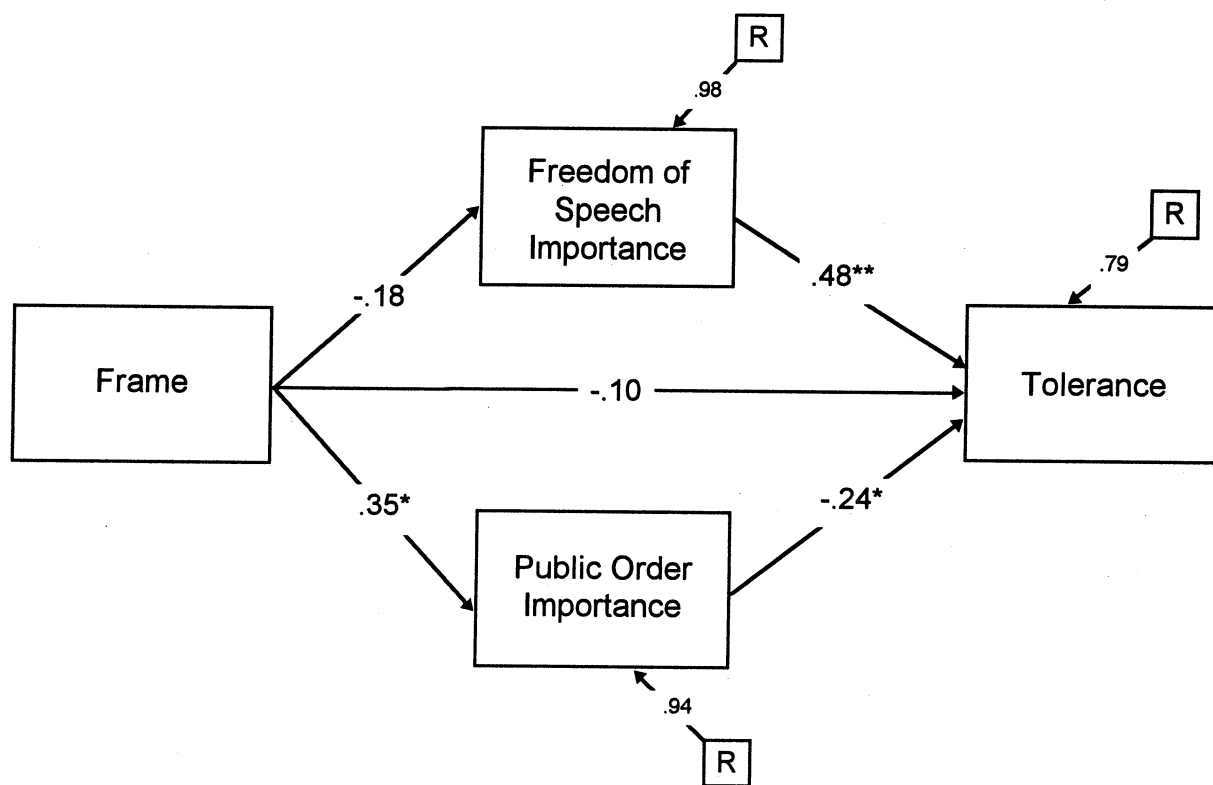 R
.98
Freedom of
Speech
Importance
R
.79
-.18
.48**
Frame
-.10
Tolerance
.35*
-.24*
Public Order
Importance
.94
R